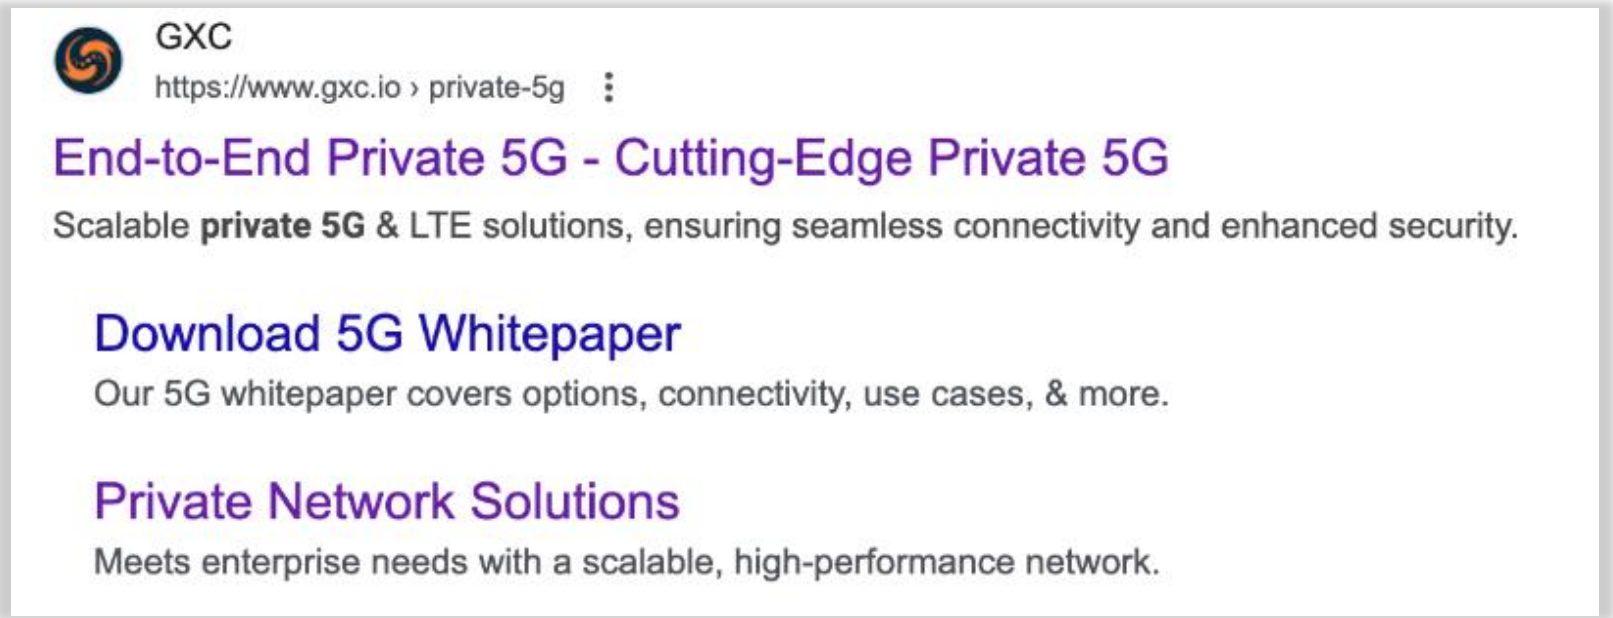 GXC
https://www.gxc.io › private-5g
End-to-End Private 5G - Cutting-Edge Private 5G
Scalable private 5G & LTE solutions, ensuring seamless connectivity and enhanced security.
Download 5G Whitepaper
Our 5G whitepaper covers options, connectivity, use cases, & more.
Private Network Solutions
Meets enterprise needs with a scalable, high-performance network.